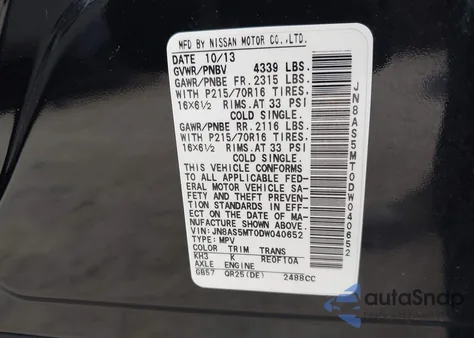 MFD BY NISSAN MOTOR CO.,LTD.
DATE 10/13
GVWR/PNBV 4339 LBS.
GAWR/PNBE FR. 2315 LBS.
WITH P215/70R16 TIRES.
16X6½ RIMS.AT 33 PSI
COLD SINGLE.
GAWR/PNBE RR. 2116 LBS.
WITH P215/70R16 TIRES.
16X6½ RIMS.AT 33 PSI
COLD SINGLE.
THIS VEHICLE CONFORMS
TO ALL APPLICABLE FED-
ERAL MOTOR VEHICLE SA-
FETY AND THEFT PREVEN-
TION STANDARDS IN EFF-
ECT ON THE DATE OF MA-
NUFACTURE SHOWN ABOVE.
VIN: JN8AS5MT0DW040652
TYPE: MPV
COLOR TRIM TRANS
KH3 K RE0F10A
AXLE ENGINE
GB57 QR25(DE) 2488CC
JN8AS5MT0DW040652
autaSnap